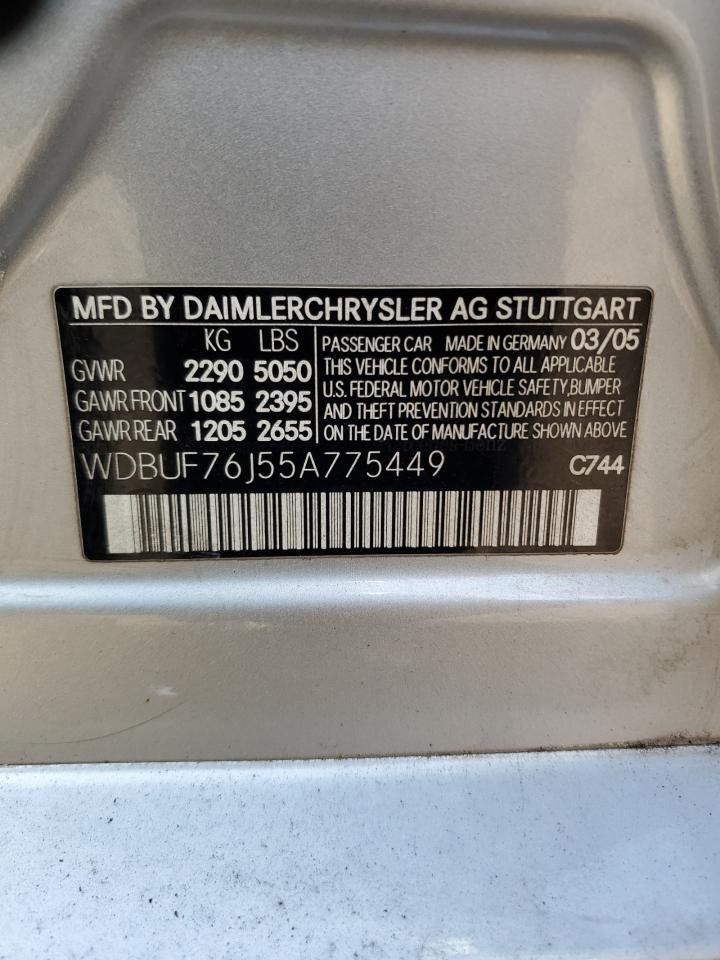 MFD BY DAIMLERCHRYSLER AG STUTTGART
KG LBS
GVWR 2290 5050
GAWR FRONT 1085 2395
GAWR REAR 1205 2655
PASSENGER CAR MADE IN GERMANY 03/05
THIS VEHICLE CONFORMS TO ALL APPLICABLE
U.S. FEDERAL MOTOR VEHICLE SAFETY, BUMPER
AND THEFT PREVENTION STANDARDS IN EFFECT
ON THE DATE OF MANUFACTURE SHOWN ABOVE.
WDBUF76J55A775449 C744